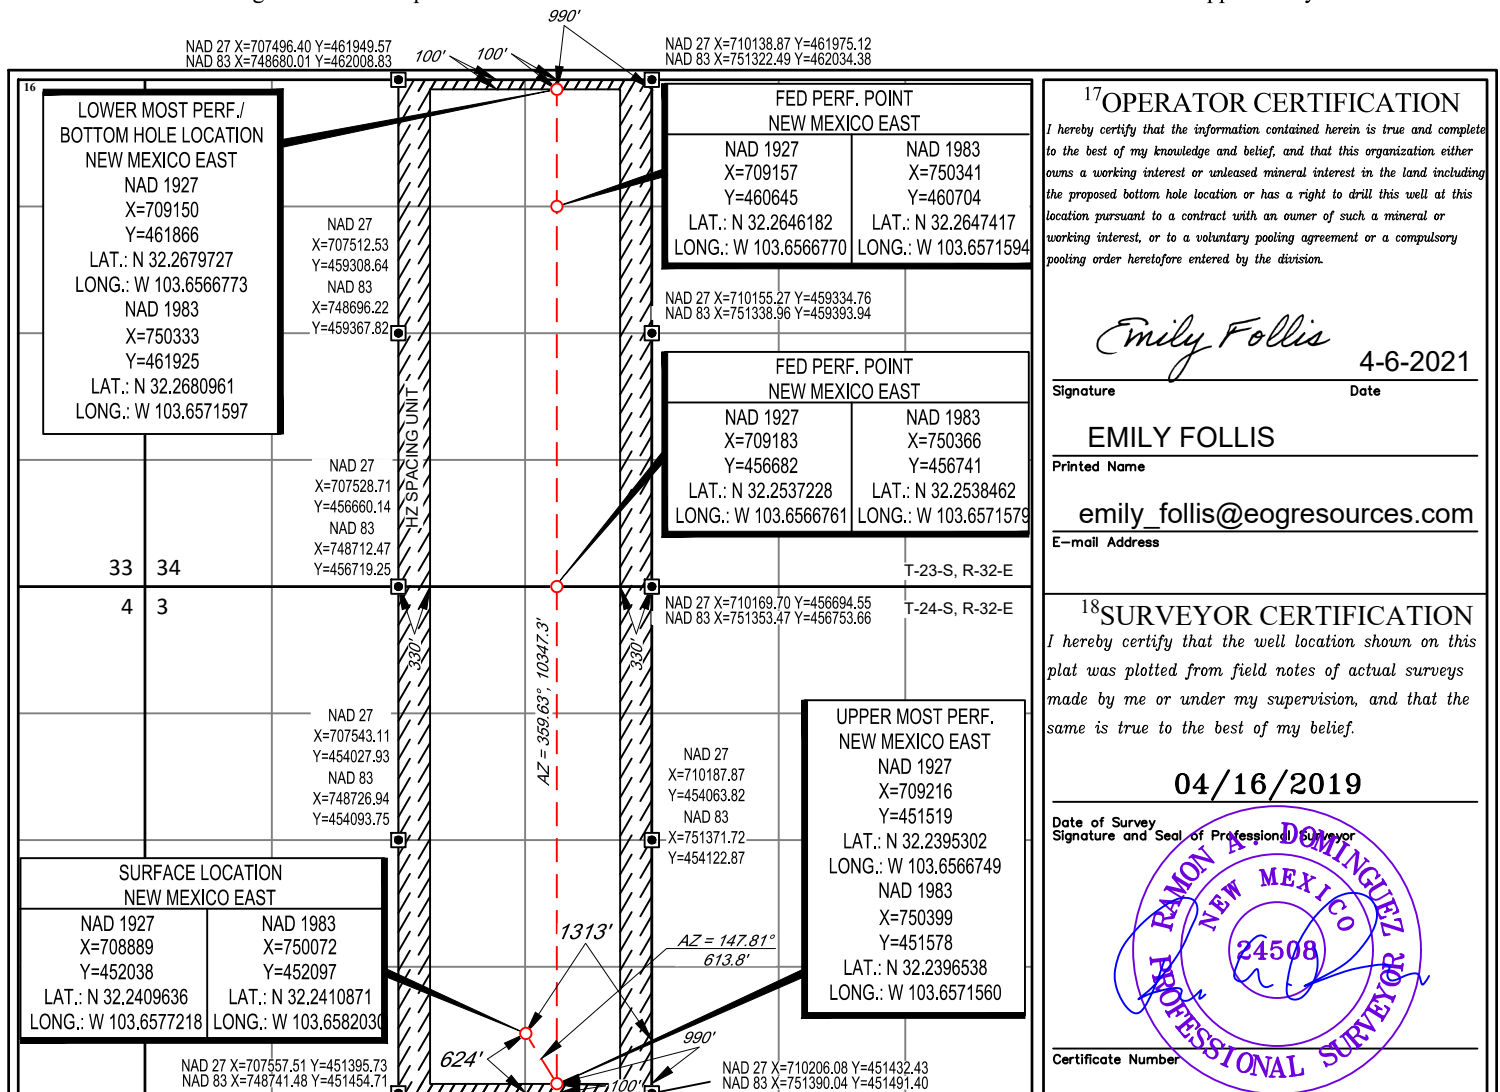 990'
NAD 27 X=707496.40 Y=461949.57
NAD 83 X=748680.01 Y=462008.83
100'
100'
NAD 27 X=710138.87 Y=461975.12
NAD 83 X=751322.49 Y=462034.38
16
LOWER MOST PERF./
BOTTOM HOLE LOCATION
NEW MEXICO EAST
NAD 1927
X=709150
Y=461866
LAT.: N 32.2679727
LONG.: W 103.6566773
NAD 1983
X=750333
Y=461925
LAT.: N 32.2680961
LONG.: W 103.6571597
FED PERF. POINT
NEW MEXICO EAST
NAD 1927 NAD 1983
X=709157 X=750341
Y=460645 Y=460704
LAT.: N 32.2646182 LAT.: N 32.2647417
LONG.: W 103.6566770 LONG.: W 103.6571594
NAD 27
X=707512.53
Y=459308.64
NAD 83
X=748696.22
Y=459367.82
NAD 27 X=710155.27 Y=459334.76
NAD 83 X=751338.96 Y=459393.94
FED PERF. POINT
NEW MEXICO EAST
NAD 1927 NAD 1983
X=709183 X=750366
Y=456682 Y=456741
LAT.: N 32.2537228 LAT.: N 32.2538462
LONG.: W 103.6566761 LONG.: W 103.6571579
HZ SPACING UNIT
NAD 27
X=707528.71
Y=456660.14
NAD 83
X=748712.47
Y=456719.25
33 34
T-23-S, R-32-E
4 3
NAD 27 X=710169.70 Y=456694.55
NAD 83 X=751353.47 Y=456753.66
T-24-S, R-32-E
330'
330'
AZ = 359.63°, 10347.3'
NAD 27
X=707543.11
Y=454027.93
NAD 83
X=748726.94
Y=454093.75
NAD 27
X=710187.87
Y=454063.82
NAD 83
X=751371.72
Y=454122.87
UPPER MOST PERF.
NEW MEXICO EAST
NAD 1927
X=709216
Y=451519
LAT.: N 32.2395302
LONG.: W 103.6566749
NAD 1983
X=750399
Y=451578
LAT.: N 32.2396538
LONG.: W 103.6571560
SURFACE LOCATION
NEW MEXICO EAST
NAD 1927 NAD 1983
X=708889 X=750072
Y=452038 Y=452097
LAT.: N 32.2409636 LAT.: N 32.2410871
LONG.: W 103.6577218 LONG.: W 103.6582030
1313'
AZ = 147.81°
613.8'
624'
990'
100'
NAD 27 X=707557.51 Y=451395.73
NAD 83 X=748741.48 Y=451454.71
NAD 27 X=710206.08 Y=451432.43
NAD 83 X=751390.04 Y=451491.40
17OPERATOR CERTIFICATION
I hereby certify that the information contained herein is true and complete
to the best of my knowledge and belief, and that this organization either
owns a working interest or unleased mineral interest in the land including
the proposed bottom hole location or has a right to drill this well at this
location pursuant to a contract with an owner of such a mineral or
working interest, or to a voluntary pooling agreement or a compulsory
pooling order heretofore entered by the division.
Emily Follis 4-6-2021
Signature Date
EMILY FOLLIS
Printed Name
emily_follis@eogresources.com
E-mail Address
18SURVEYOR CERTIFICATION
I hereby certify that the well location shown on this
plat was plotted from field notes of actual surveys
made by me or under my supervision, and that the
same is true to the best of my belief.
04/16/2019
Date of Survey
Signature and Seal of Professional Surveyor
RAMON A. DOMINGUEZ
NEW MEXICO
24508
PROFESSIONAL SURVEYOR
Certificate Number